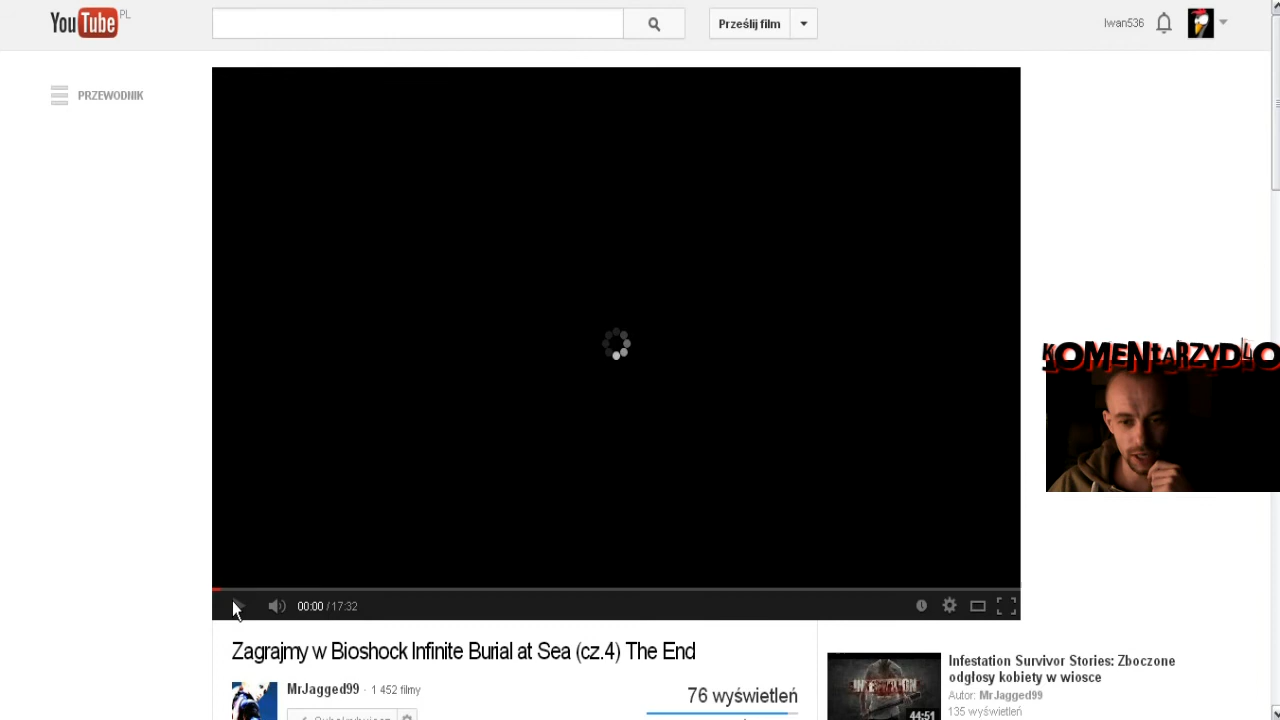 YouTube PL
Prześlij film
Iwan536
PRZEWODNIK
KOMENTARZYDŁO
00:00 / 17:32
Zagrajmy w Bioshock Infinite Burial at Sea (cz.4) The End
MrJagged99 · 1 452 filmy
76 wyświetleń
Infestation Survivor Stories: Zboczone
odgłosy kobiety w wiosce
Autor: MrJagged99
135 wyświetleń
44:51